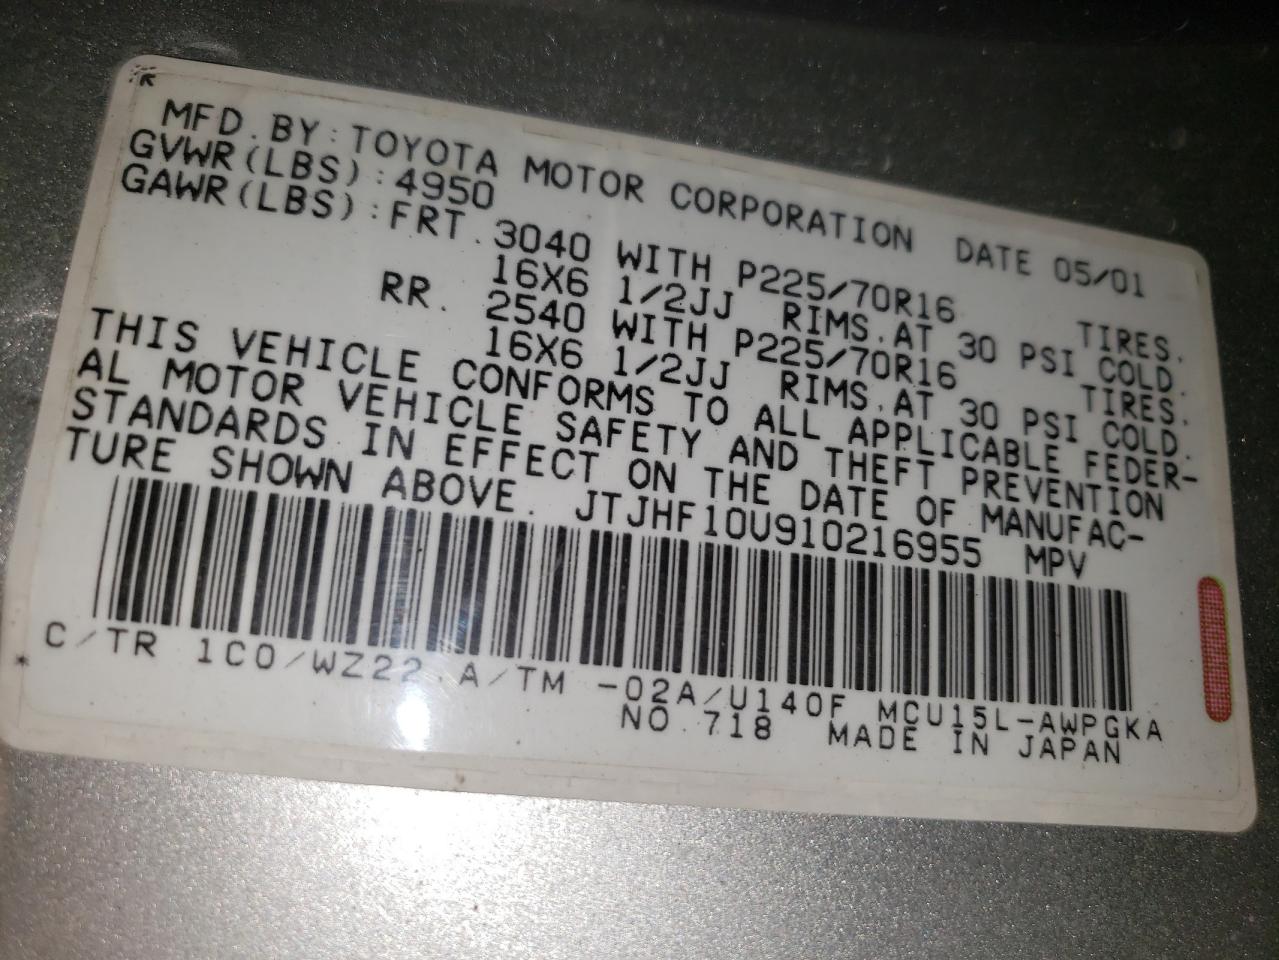 MFD.BY:TOYOTA MOTOR CORPORATION DATE 05/01
GVWR(LBS):4950
GAWR(LBS):FRT.3040 WITH P225/70R16 TIRES.
16X6 1/2JJ RIMS.AT 30 PSI COLD.
RR. 2540 WITH P225/70R16 TIRES.
16X6 1/2JJ RIMS.AT 30 PSI COLD.
THIS VEHICLE CONFORMS TO ALL APPLICABLE FEDER-
AL MOTOR VEHICLE SAFETY AND THEFT PREVENTION
STANDARDS IN EFFECT ON THE DATE OF MANUFAC-
TURE SHOWN ABOVE. JTJHF10U910216955 MPV
C/TR 1C0/WZ22.A/TM -02A/U140F MCU15L-AWPGKA
* NO.718 MADE IN JAPAN